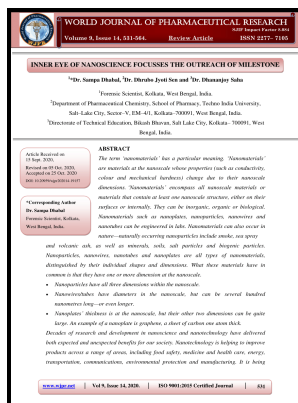 WORLD JOURNAL OF PHARMACEUTICAL RESEARCH
SJIF Impact Factor 8.084
Volume 9, Issue 14, 531-564.
Review Article
ISSN 2277– 7105
INNER EYE OF NANOSCIENCE FOCUSSES THE OUTREACH OF MILESTONE
¹*Dr. Sampa Dhabal, ²Dr. Dhrubo Jyoti Sen and ³Dr. Dhananjay Saha
¹Forensic Scientist, Kolkata, West Bengal, India.
²Department of Pharmaceutical Chemistry, School of Pharmacy, Techno India University,
Salt–Lake City, Sector–V, EM–4/1, Kolkata–700091, West Bengal, India.
³Directorate of Technical Education, Bikash Bhavan, Salt Lake City, Kolkata– 700091, West
Bengal, India.
Article Received on
15 Sept. 2020,
Revised on 05 Oct. 2020,
Accepted on 25 Oct. 2020
*Corresponding Author
Dr. Sampa Dhabal
Forensic Scientist, Kolkata,
West Bengal, India.
ABSTRACT
The term 'nanomaterials' has a particular meaning. 'Nanomaterials'
are materials at the nanoscale whose properties (such as conductivity,
colour and mechanical hardness) change due to their nanoscale
dimensions. 'Nanomaterials' encompass all nanoscale materials or
materials that contain at least one nanoscale structure, either on their
surfaces or internally. They can be inorganic, organic or biological.
Nanomaterials such as nanoplates, nanoparticles, nanowires and
nanotubes can be engineered in labs. Nanomaterials can also occur in
nature—naturally occurring nanoparticles include smoke, sea spray
and volcanic ash, as well as minerals, soils, salt particles and biogenic particles.
Nanoparticles, nanowires, nanotubes and nanoplates are all types of nanomaterials,
distinguished by their individual shapes and dimensions. What these materials have in
common is that they have one or more dimension at the nanoscale.
• Nanoparticles have all three dimensions within the nanoscale.
• Nanowires/tubes have diameters in the nanoscale, but can be several hundred
nanometres long—or even longer.
• Nanoplates' thickness is at the nanoscale, but their other two dimensions can be quite
large. An example of a nanoplate is graphene, a sheet of carbon one atom thick.
Decades of research and development in nanoscience and nanotechnology have delivered
both expected and unexpected benefits for our society. Nanotechnology is helping to improve
products across a range of areas, including food safety, medicine and health care, energy,
transportation, communications, environmental protection and manufacturing. It is being
www.wjpr.net
Vol 9, Issue 14, 2020.
ISO 9001:2015 Certified Journal
531